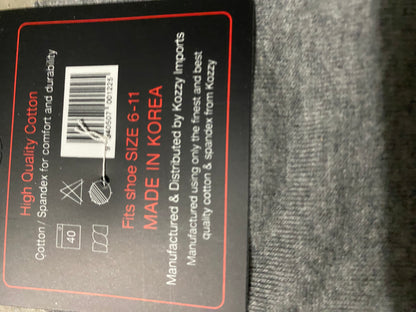 High Quality Cotton
Cotton / Spandex for comfort and durability
40
Fits shoe SIZE 6-11
MADE IN KOREA
Manufactured & Distributed by Kozzy Imports
Manufactured using only the finest and best
quality cotton & spandex from Kozzy